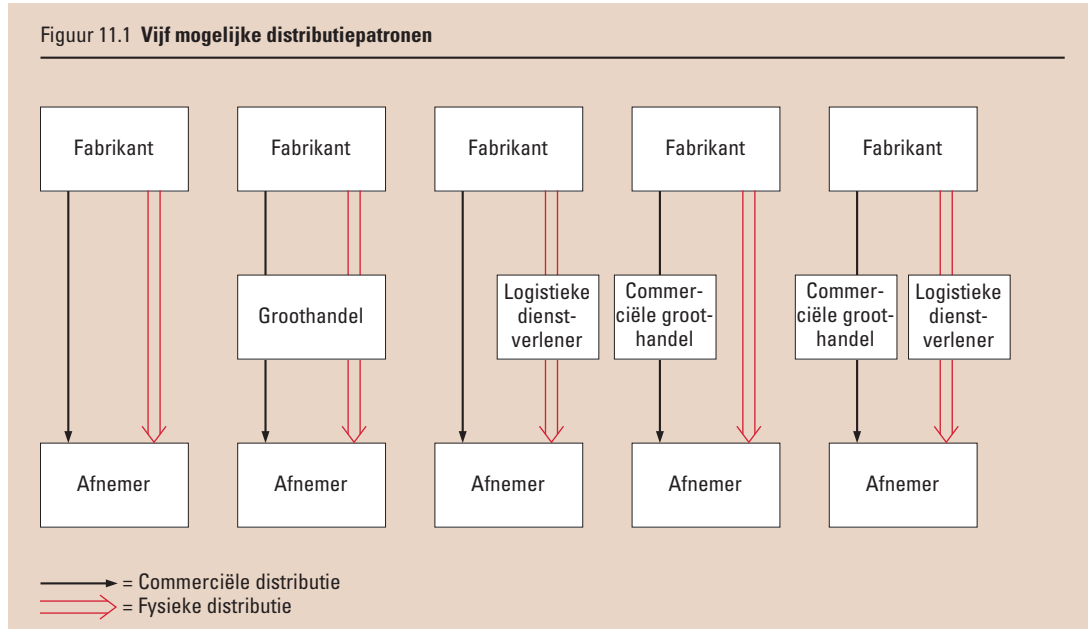 Figuur 11.1 Vijf mogelijke distributiepatronen
Fabrikant
Fabrikant
Fabrikant
Fabrikant
Fabrikant
Groothandel
Logistieke
dienst-
verlener
Commer-
ciële groot-
handel
Commer-
ciële groot-
handel
Logistieke
dienst-
verlener
Afnemer
Afnemer
Afnemer
Afnemer
Afnemer
= Commerciële distributie
= Fysieke distributie